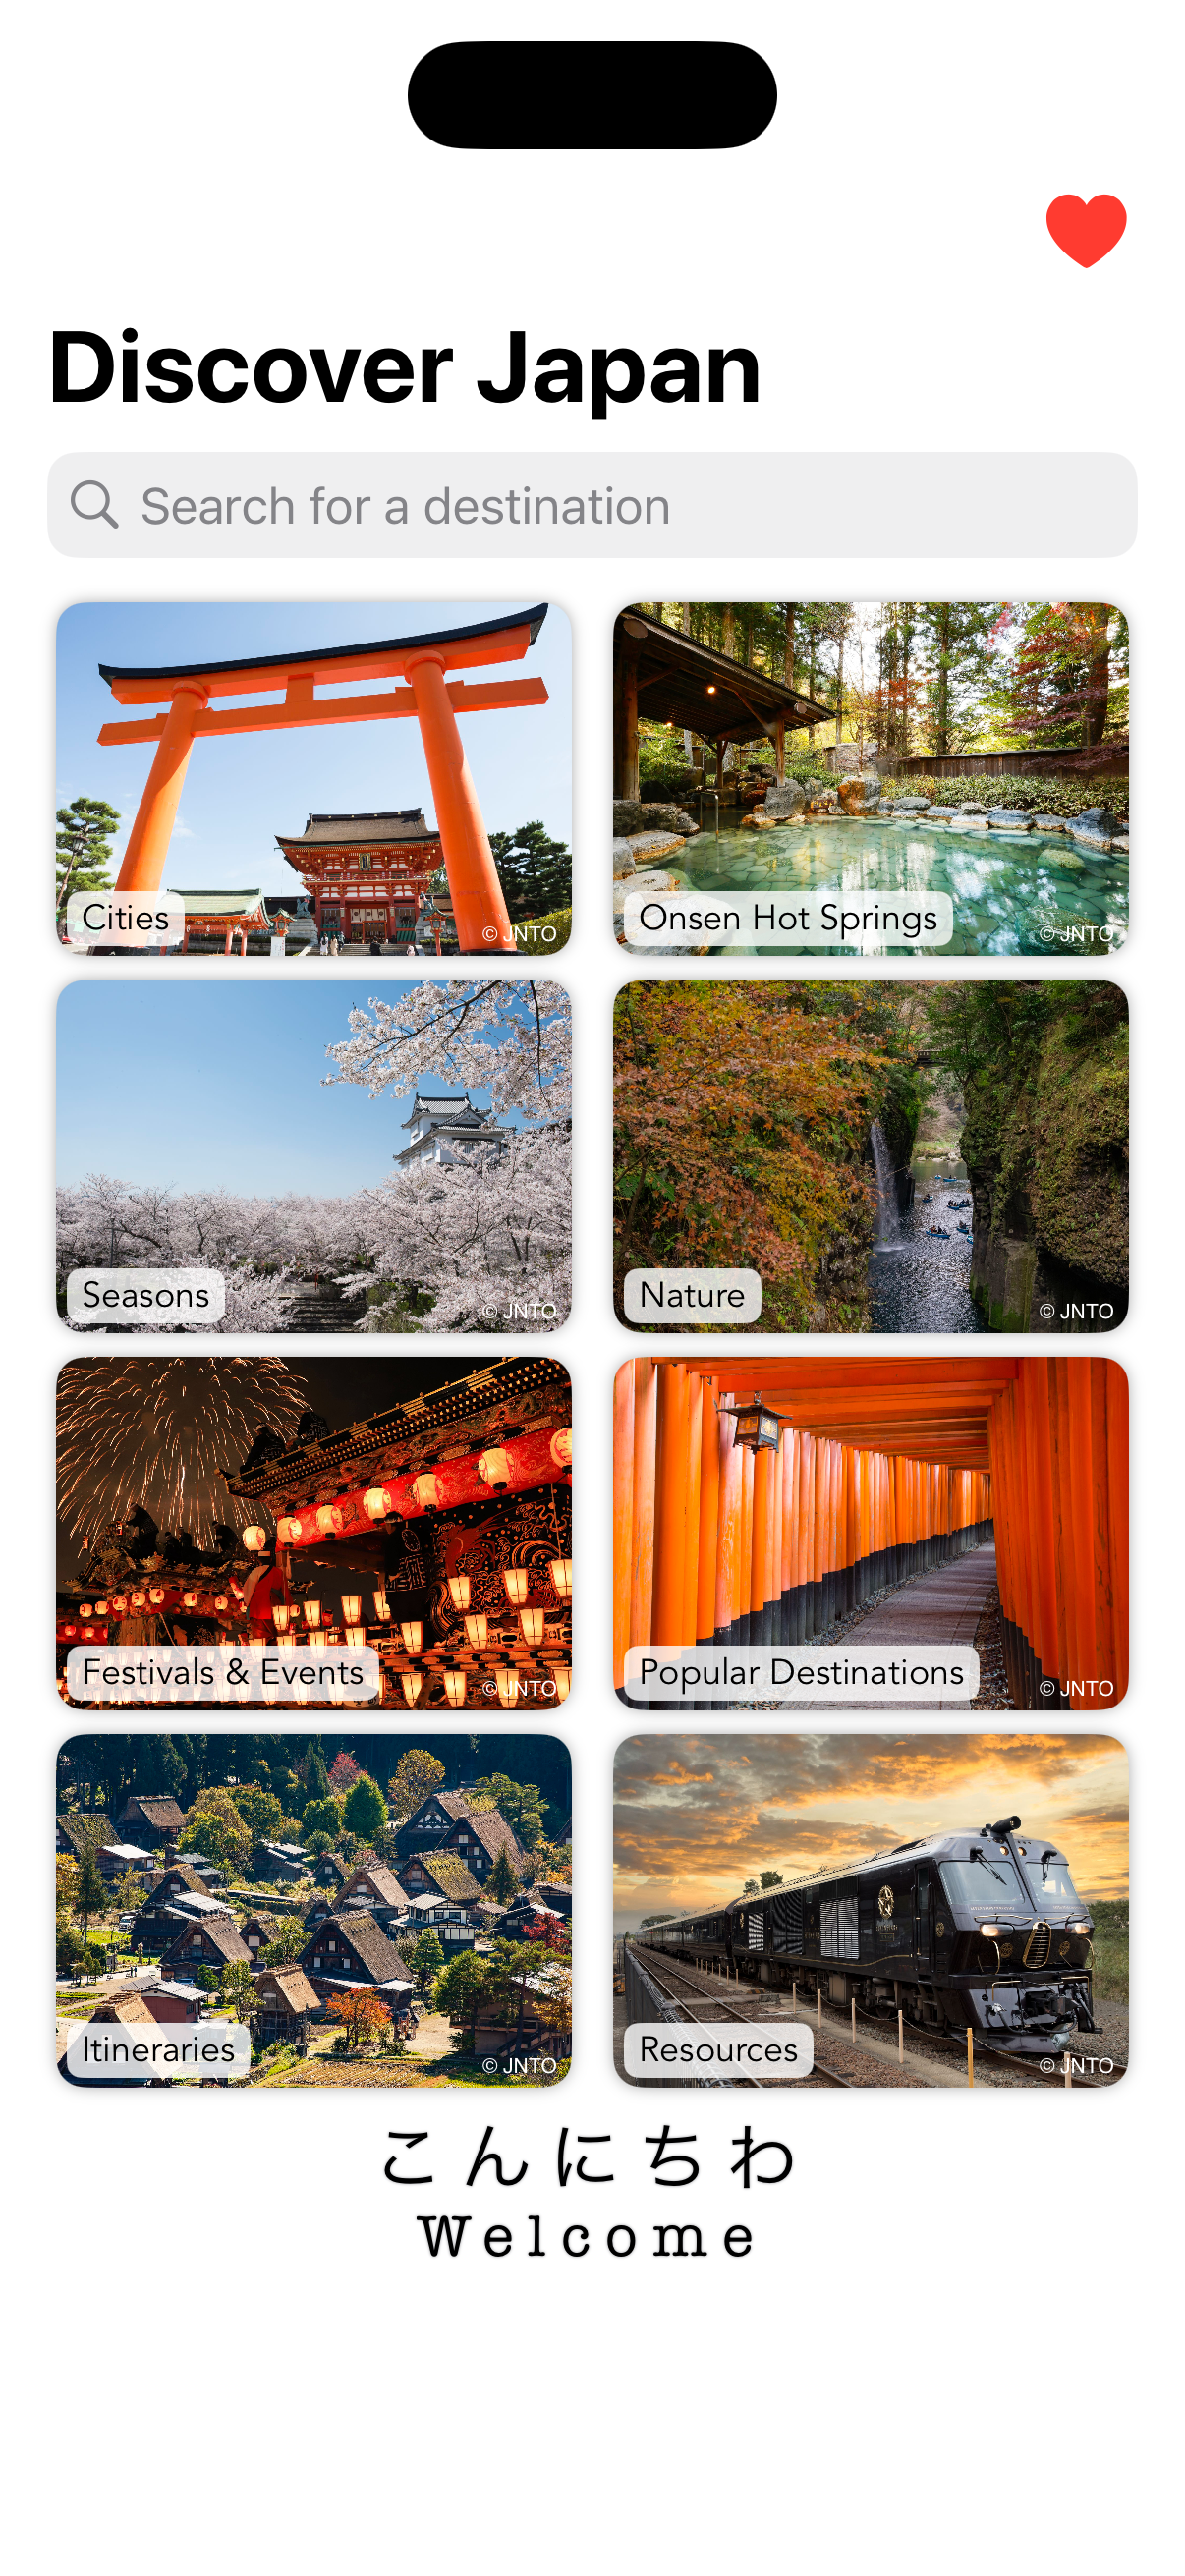 Discover Japan
Search for a destination
Cities
© JNTO
Onsen Hot Springs
© JNTO
Seasons
© JNTO
Nature
© JNTO
Festivals & Events
© JNTO
Popular Destinations
© JNTO
Itineraries
© JNTO
Resources
© JNTO
こんにちわ
Welcome